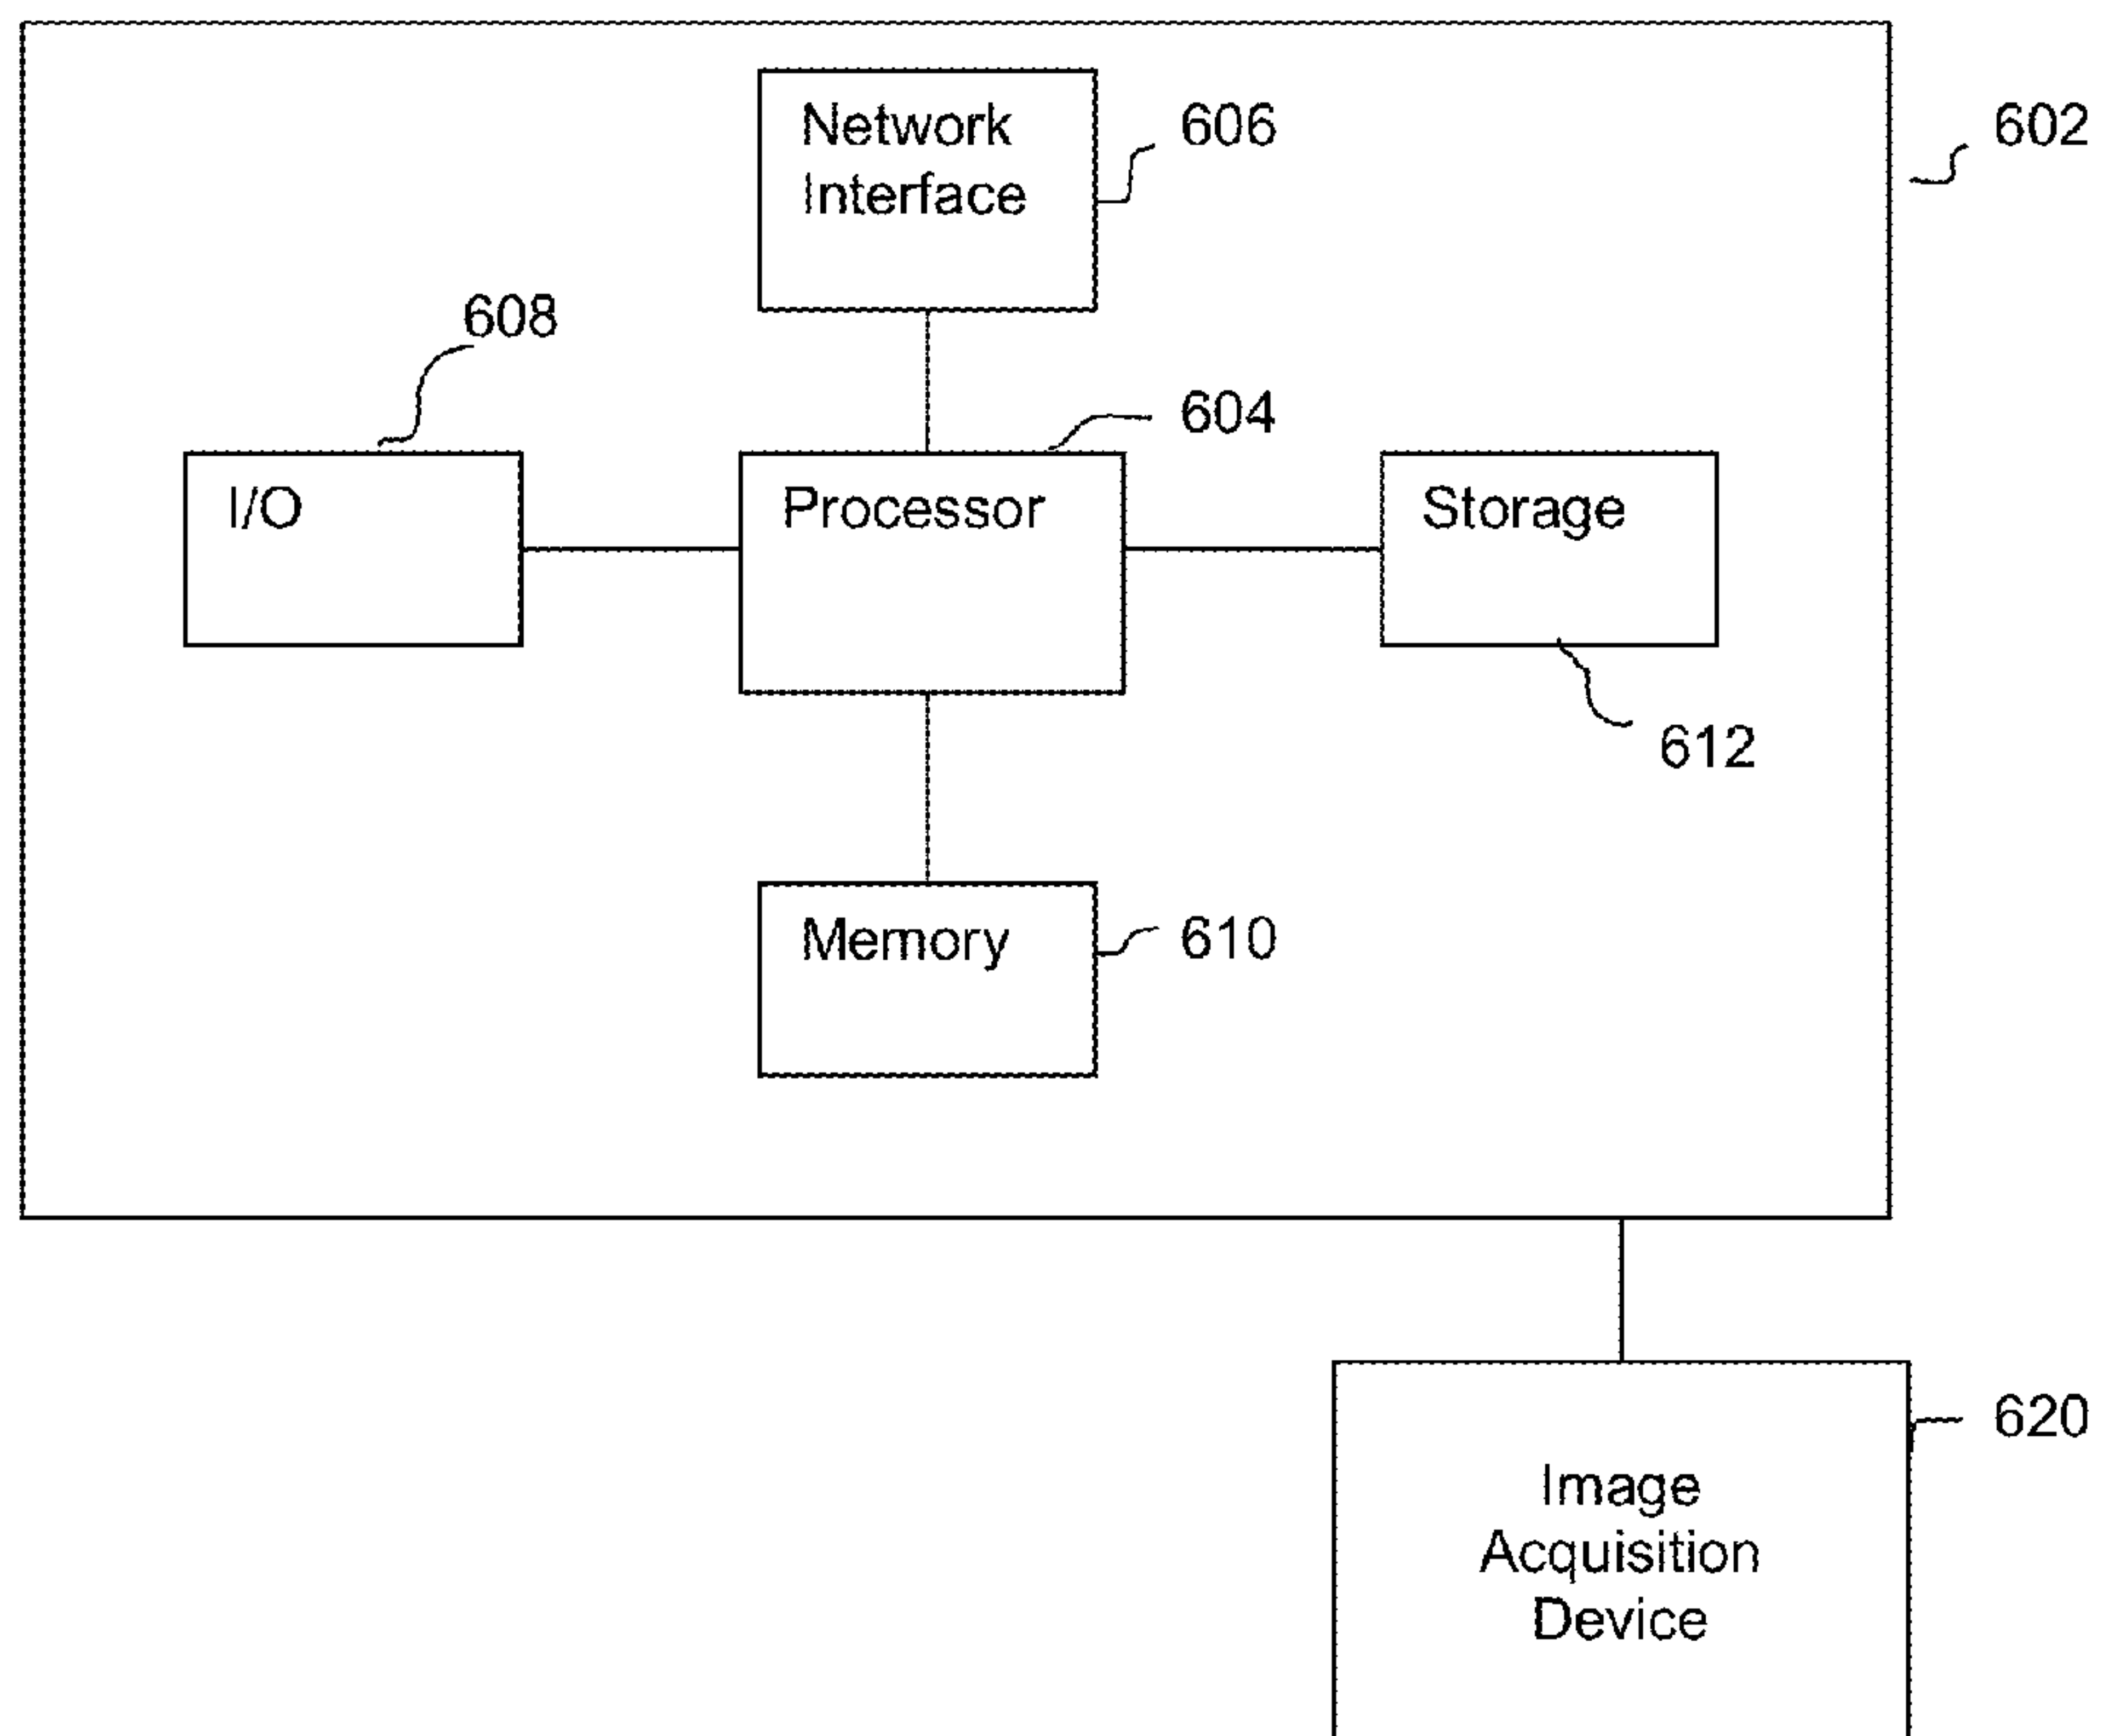 Network
Interface
606
602
608
604
I/O
Processor
Storage
612
Memory
610
620
Image
Acquisition
Device